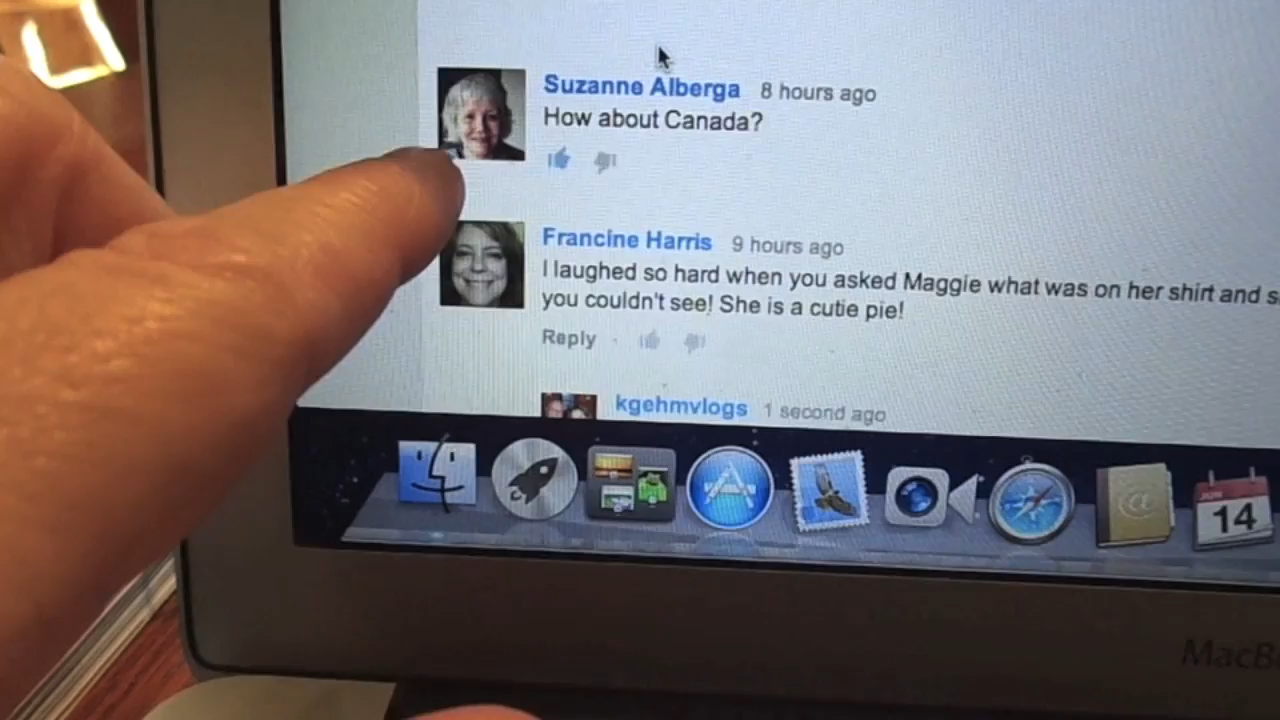 Suzanne Alberga 8 hours ago
How about Canada?
Francine Harris 9 hours ago
I laughed so hard when you asked Maggie what was on her shirt and s
you couldn't see! She is a cutie pie!
Reply
kgehmvlogs 1 second ago
JUN
14
MacB